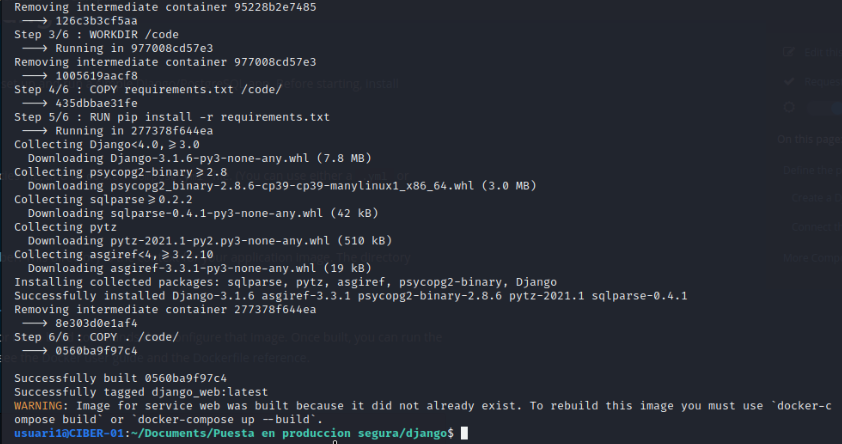 Removing intermediate container 95228b2e7485
 ---> 126c3b3cf5aa
Step 3/6 : WORKDIR /code
 ---> Running in 977008cd57e3
Removing intermediate container 977008cd57e3
 ---> 1005619aacf8
Step 4/6 : COPY requirements.txt /code/
 ---> 435dbbae31fe
Step 5/6 : RUN pip install -r requirements.txt
 ---> Running in 277378f644ea
Collecting Django<4.0,>=3.0
  Downloading Django-3.1.6-py3-none-any.whl (7.8 MB)
Collecting psycopg2-binary>=2.8
  Downloading psycopg2_binary-2.8.6-cp39-cp39-manylinux1_x86_64.whl (3.0 MB)
Collecting sqlparse>=0.2.2
  Downloading sqlparse-0.4.1-py3-none-any.whl (42 kB)
Collecting pytz
  Downloading pytz-2021.1-py2.py3-none-any.whl (510 kB)
Collecting asgiref<4,>=3.2.10
  Downloading asgiref-3.3.1-py3-none-any.whl (19 kB)
Installing collected packages: sqlparse, pytz, asgiref, psycopg2-binary, Django
Successfully installed Django-3.1.6 asgiref-3.3.1 psycopg2-binary-2.8.6 pytz-2021.1 sqlparse-0.4.1
Removing intermediate container 277378f644ea
 ---> 8e303d0e1af4
Step 6/6 : COPY . /code/
 ---> 0560ba9f97c4
Successfully built 0560ba9f97c4
Successfully tagged django_web:latest
WARNING: Image for service web was built because it did not already exist. To rebuild this image you must use `docker-c
ompose build` or `docker-compose up --build`.
usuari1@CIBER-01:~/Documents/Puesta en produccion segura/django$